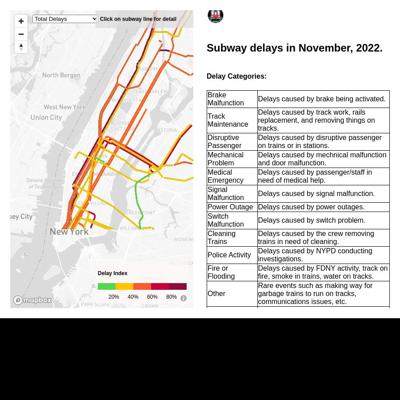 Total Delays
Click on subway line for detail
North Bergen
West New York
Union City
New York
Delay Index
20% 40% 60% 80%
mapbox
Subway delays in November, 2022.
Delay Categories:
Brake
Malfunction
Delays caused by brake being activated.
Track
Maintenance
Delays caused by track work, rails
replacement, and removing things on
tracks.
Disruptive
Passenger
Delays caused by disruptive passenger
on trains or in stations.
Mechanical
Problem
Delays caused by mechnical malfunction
and door malfunction.
Medical
Emergency
Delays caused by passenger/staff in
need of medical help.
Signal
Malfunction
Delays caused by signal malfunction.
Power Outage
Delays caused by power outages.
Switch
Malfunction
Delays caused by switch problem.
Cleaning
Trains
Delays caused by the crew removing
trains in need of cleaning.
Police Activity
Delays caused by NYPD conducting
investigations.
Fire or
Flooding
Delays caused by FDNY activity, track on
fire, smoke in trains, water on tracks.
Other
Rare events such as making way for
garbage trains to run on tracks,
communications issues, etc.